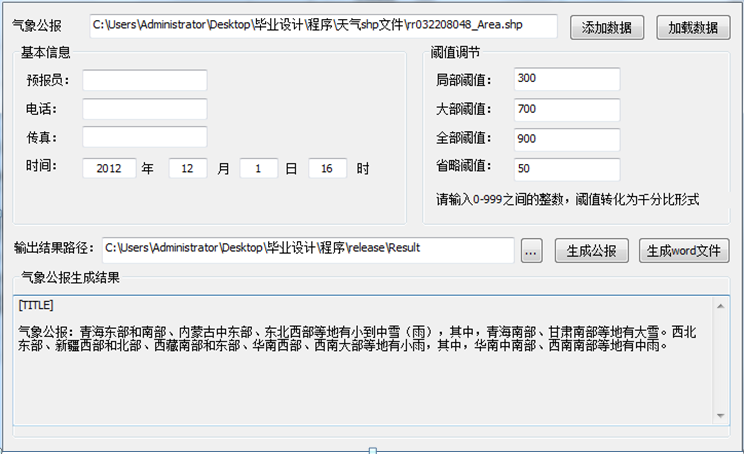 气象公报 C:\Users\Administrator\Desktop\毕业设计\程序\天气shp文件\rr032208048_Area.shp 添加数据 加载数据
基本信息 阈值调节
预报员: 局部阈值: 300
电话: 大部阈值: 700
传真: 全部阈值: 900
时间: 2012 年 12 月 1 日 16 时 省略阈值: 50
请输入0-999之间的整数，阈值转化为千分比形式
输出结果路径: C:\Users\Administrator\Desktop\毕业设计\程序\release\Result ... 生成公报 生成word文件
气象公报生成结果
[TITLE]
气象公报: 青海东部和南部、内蒙古中东部、东北西部等地有小到中雪（雨），其中，青海南部、甘肃南部等地有大雪。西北
东部、新疆西部和北部、西藏南部和东部、华南西部、西南大部等地有小雨，其中，华南中南部、西南南部等地有中雨。